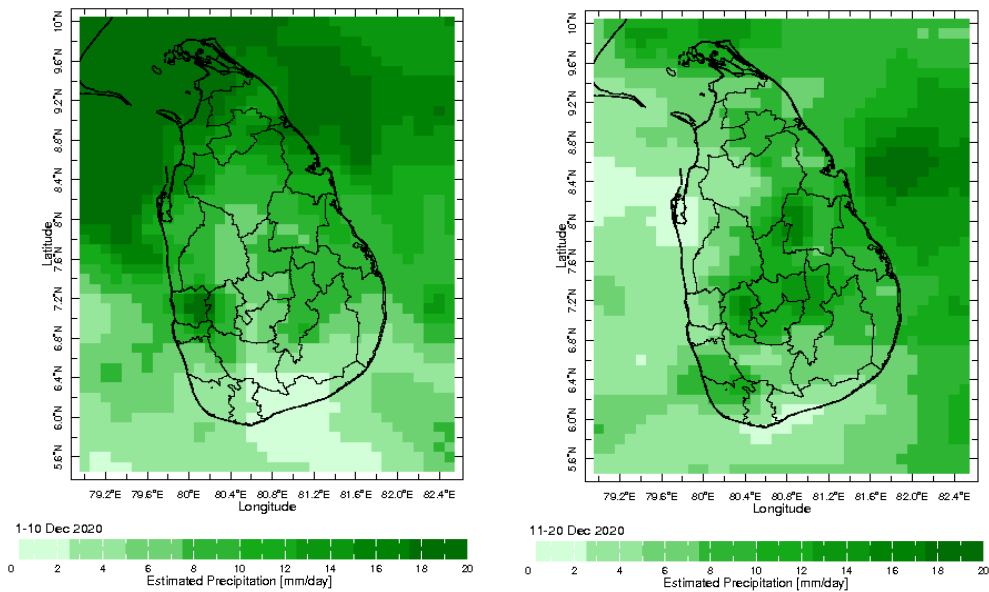 10°N
9.6°N
9.2°N
8.8°N
8.4°N
8°N
7.6°N
7.2°N
6.8°N
6.4°N
6.0°N
5.6°N
Latitude
79.2°E 79.6°E 80°E 80.4°E 80.8°E 81.2°E 81.6°E 82.0°E 82.4°E
Longitude
1-10 Dec 2020
0 2 4 6 8 10 12 14 16 18 20
Estimated Precipitation [mm/day]
10°N
9.6°N
9.2°N
8.8°N
8.4°N
8°N
7.6°N
7.2°N
6.8°N
6.4°N
6.0°N
5.6°N
Latitude
79.2°E 79.6°E 80°E 80.4°E 80.8°E 81.2°E 81.6°E 82.0°E 82.4°E
Longitude
11-20 Dec 2020
0 2 4 6 8 10 12 14 16 18 20
Estimated Precipitation [mm/day]